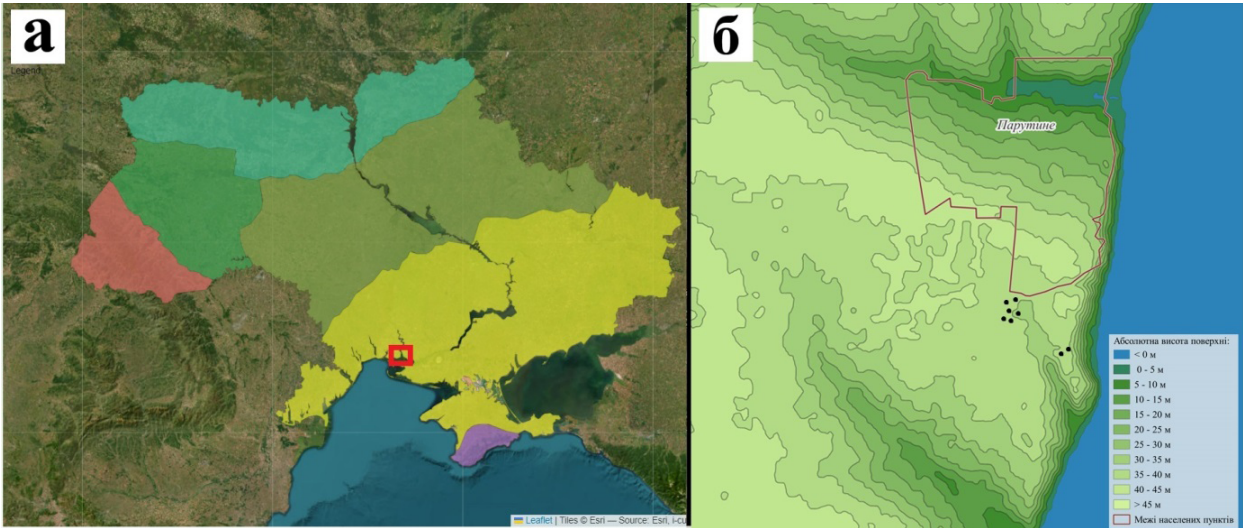 а
Legend
Leaflet | Tiles © Esri — Source: Esri, i-cu
б
Парутине
Абсолютна висота поверхні:
< 0 м
0 - 5 м
5 - 10 м
10 - 15 м
15 - 20 м
20 - 25 м
25 - 30 м
30 - 35 м
35 - 40 м
40 - 45 м
> 45 м
Межі населених пунктів